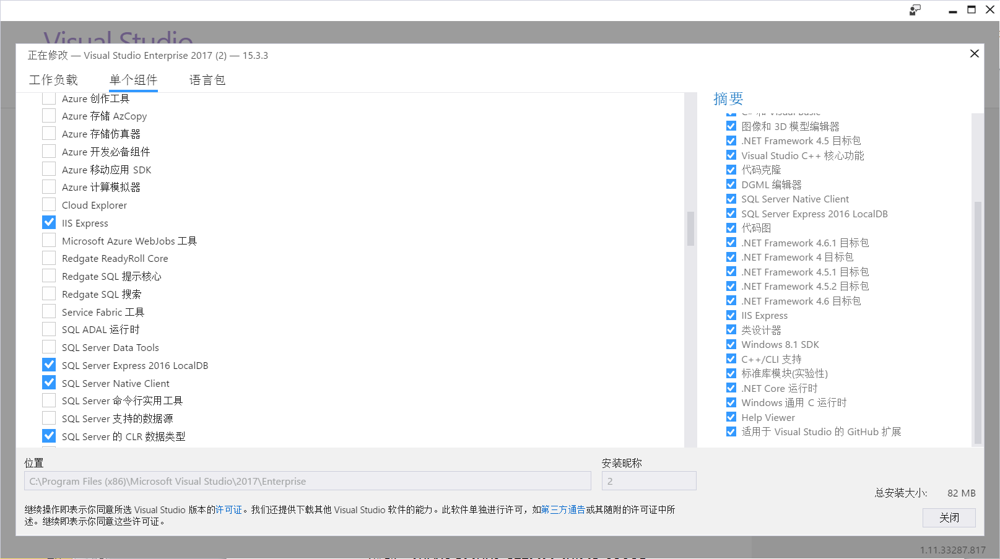 Visual Studio
正在修改 — Visual Studio Enterprise 2017 (2) — 15.3.3
工作负载 单个组件 语言包
Azure 创作工具
Azure 存储 AzCopy
Azure 存储仿真器
Azure 开发必备组件
Azure 移动应用 SDK
Azure 计算模拟器
Cloud Explorer
IIS Express
Microsoft Azure WebJobs 工具
Redgate ReadyRoll Core
Redgate SQL 提示核心
Redgate SQL 搜索
Service Fabric 工具
SQL ADAL 运行时
SQL Server Data Tools
SQL Server Express 2016 LocalDB
SQL Server Native Client
SQL Server 命令行实用工具
SQL Server 支持的数据源
SQL Server 的 CLR 数据类型
摘要
C# 和 Visual Basic
图像和 3D 模型编辑器
.NET Framework 4.5 目标包
Visual Studio C++ 核心功能
代码克隆
DGML 编辑器
SQL Server Native Client
SQL Server Express 2016 LocalDB
代码图
.NET Framework 4.6.1 目标包
.NET Framework 4 目标包
.NET Framework 4.5.1 目标包
.NET Framework 4.5.2 目标包
.NET Framework 4.6 目标包
IIS Express
类设计器
Windows 8.1 SDK
C++/CLI 支持
标准库模块(实验性)
.NET Core 运行时
Windows 通用 C 运行时
Help Viewer
适用于 Visual Studio 的 GitHub 扩展
位置
C:\Program Files (x86)\Microsoft Visual Studio\2017\Enterprise
安装昵称
2
继续操作即表示你同意所选 Visual Studio 版本的许可证。我们还提供下载其他 Visual Studio 软件的能力。此软件单独进行许可，如第三方通告或其随附的许可证中所
述。继续即表示你同意这些许可证。
总安装大小: 82 MB
关闭
1.11.33287.817